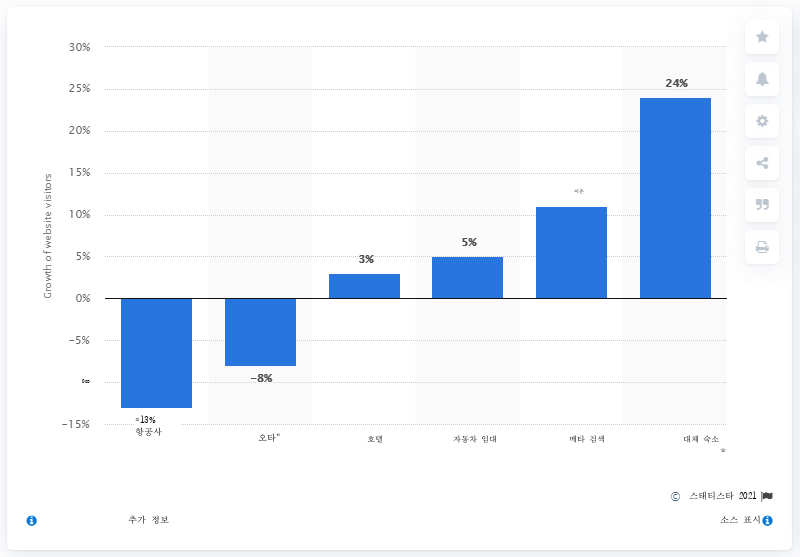 30%
25%
20%
15%
10%
5%
0%
−5%
−15%
Growth of website visitors
24%
5%
3%
−8%
-13%
항공사
오타*
호텔
자동차 임대
메타 검색
대체 숙소
*
© 스태티스타 2021
추가 정보
소스 표시